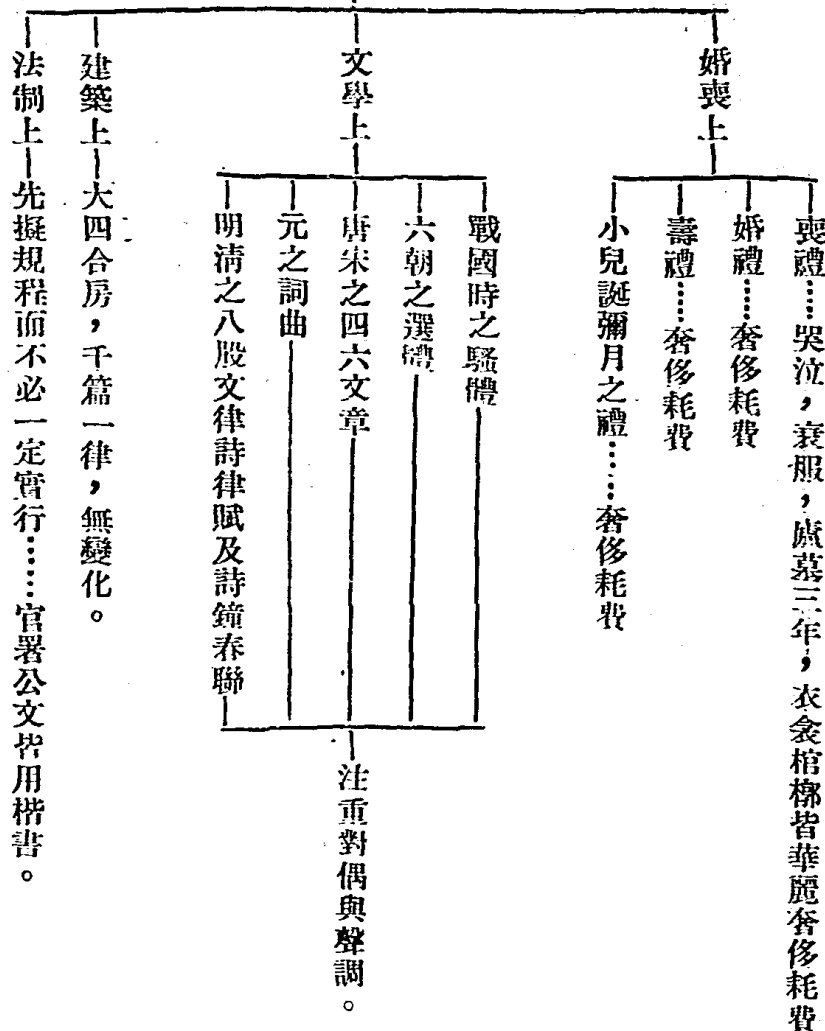 婚喪上
喪禮……哭泣，衰服，廬墓三年，衣衾棺槨皆華麗奢侈耗費
婚禮……奢侈耗費
壽禮……奢侈耗費
小兒誕彌月之禮……奢侈耗費
文學上
戰國時之騷體
六朝之選體
唐宋之四六文章
元之詞曲
明清之八股文律詩律賦及詩鐘春聯
注重對偶與聲調。
建築上—大四合房，千篇一律，無變化。
法制上—先擬規程而不必一定實行……官署公文皆用楷書。